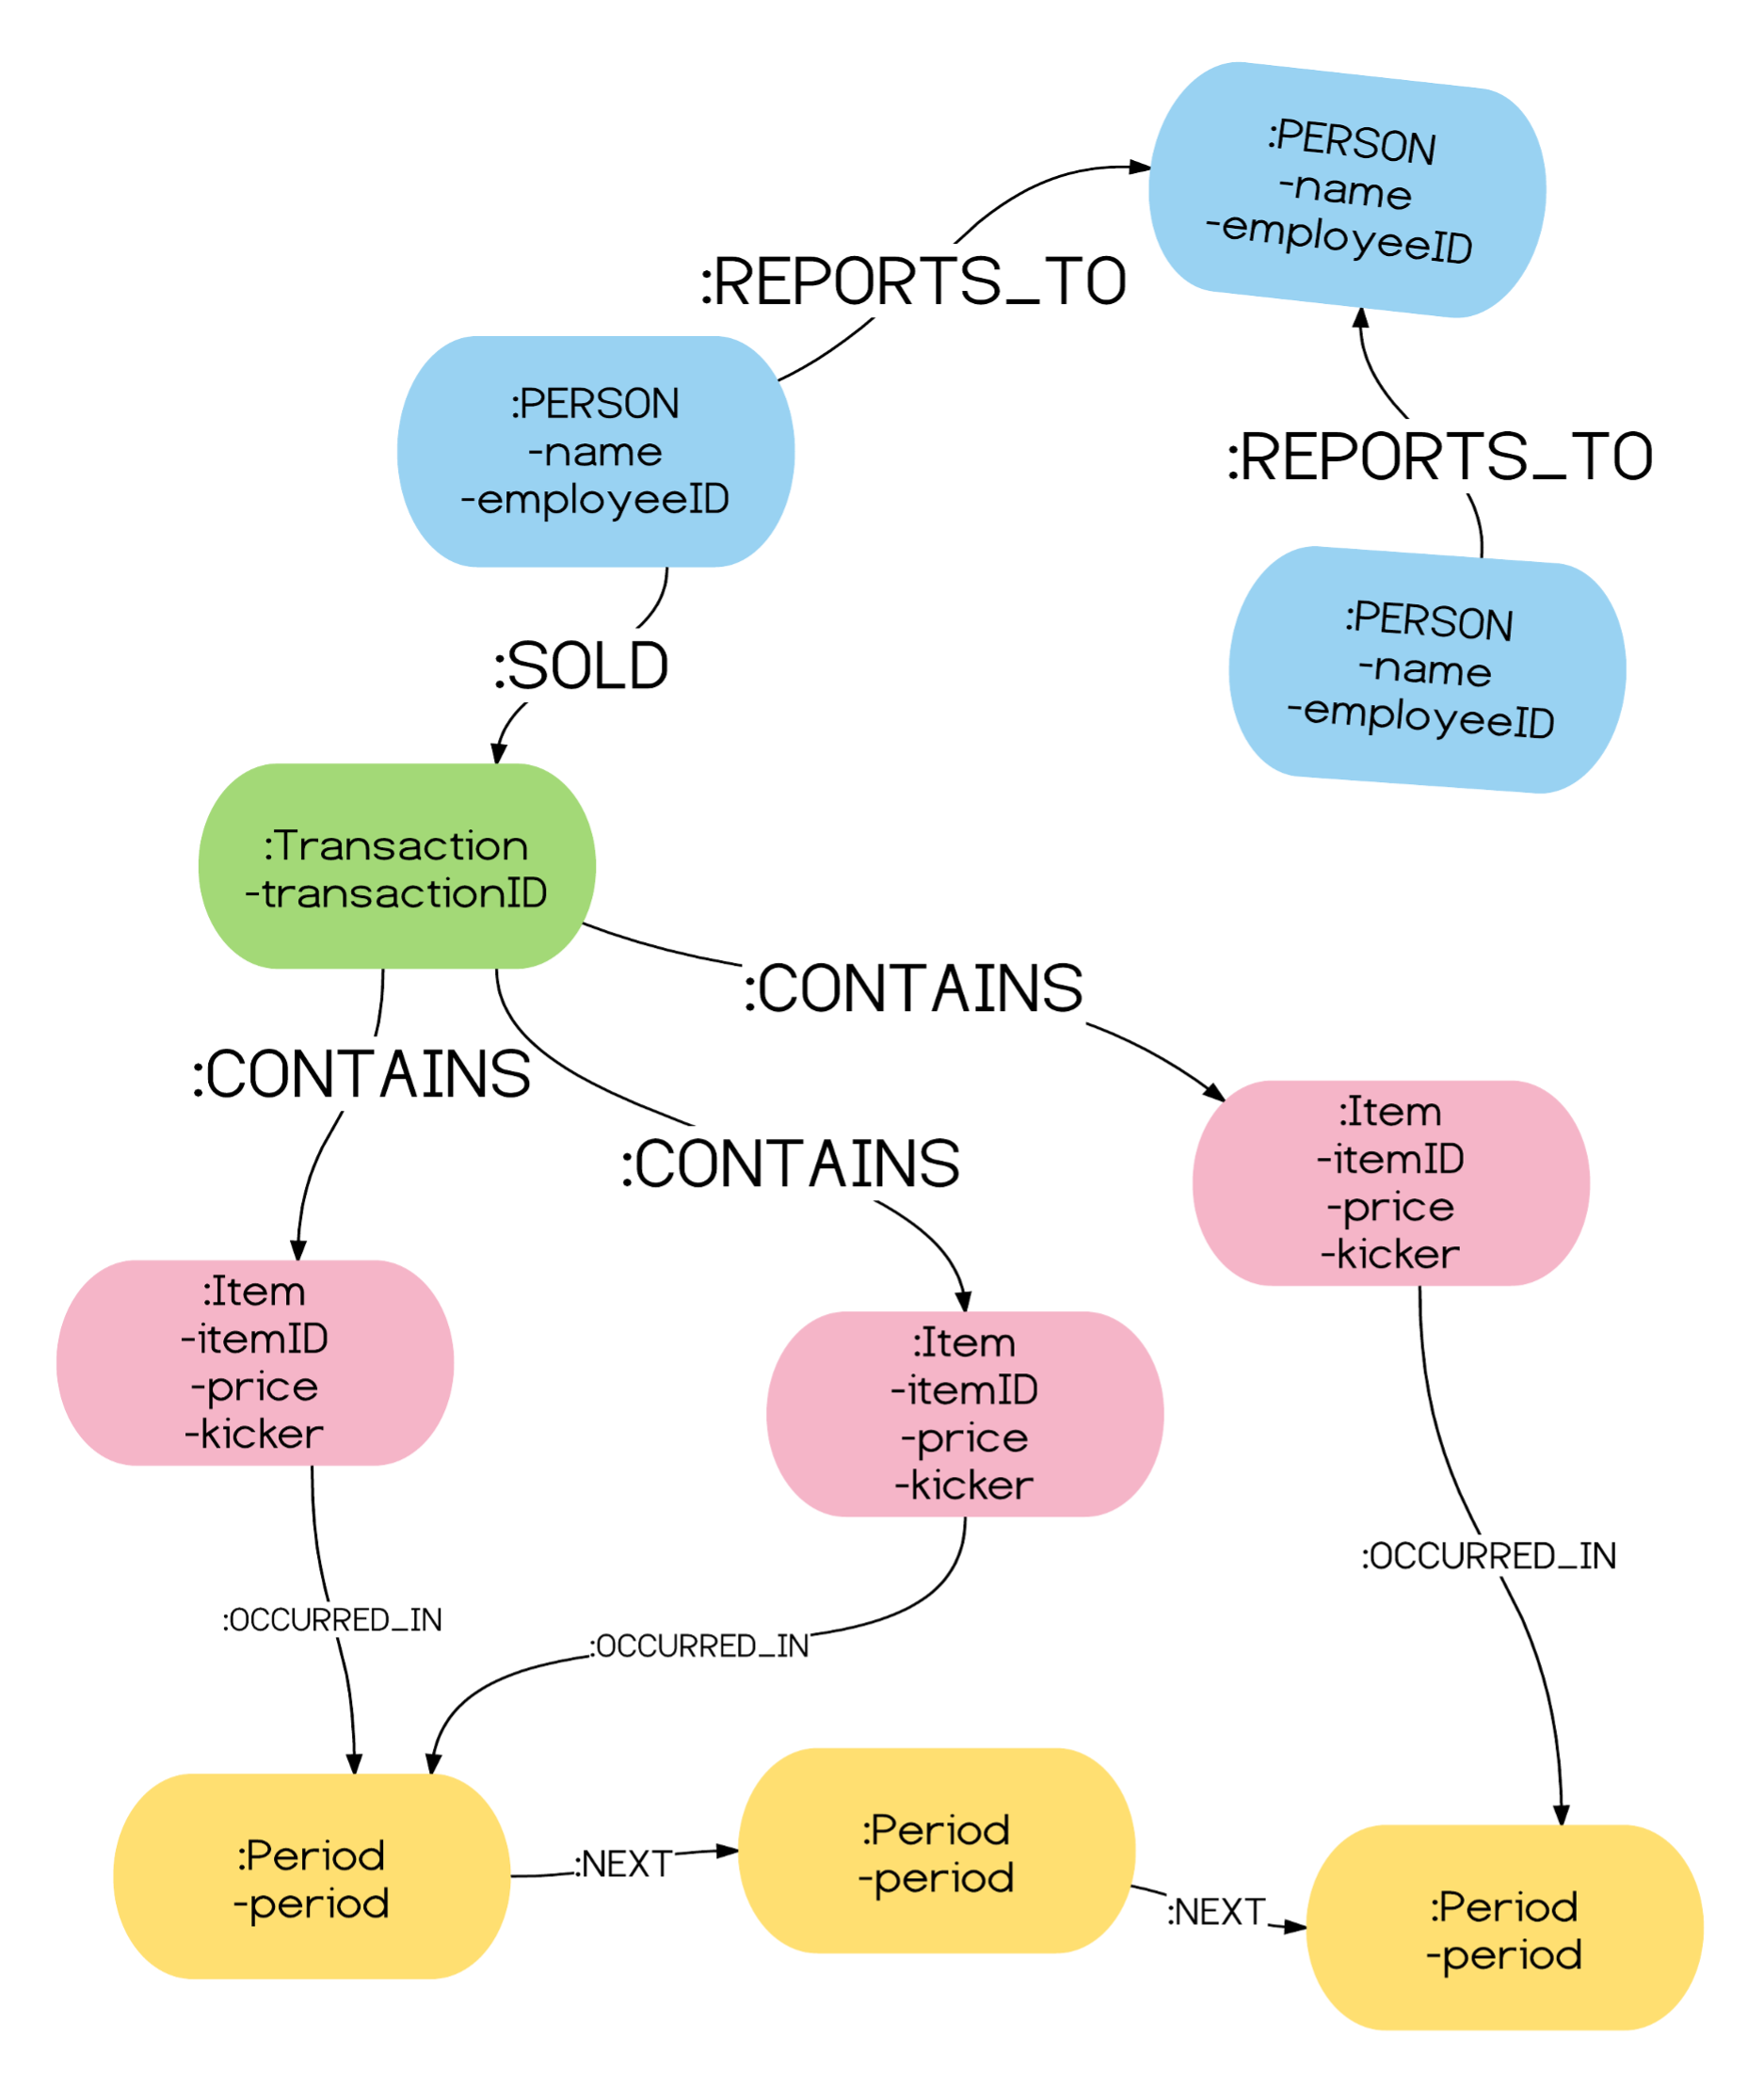 :PERSON
-name
-employeeID
:REPORTS_TO
:PERSON
-name
-employeeID
:REPORTS_TO
:PERSON
-name
-employeeID
:SOLD
:Transaction
-transactionID
:CONTAINS
:CONTAINS
:CONTAINS
:Item
-itemID
-price
-kicker
:Item
-itemID
-price
-kicker
:Item
-itemID
-price
-kicker
:OCCURRED_IN
:OCCURRED_IN
:OCCURRED_IN
:Period
-period
:NEXT
:Period
-period
:NEXT
:Period
-period